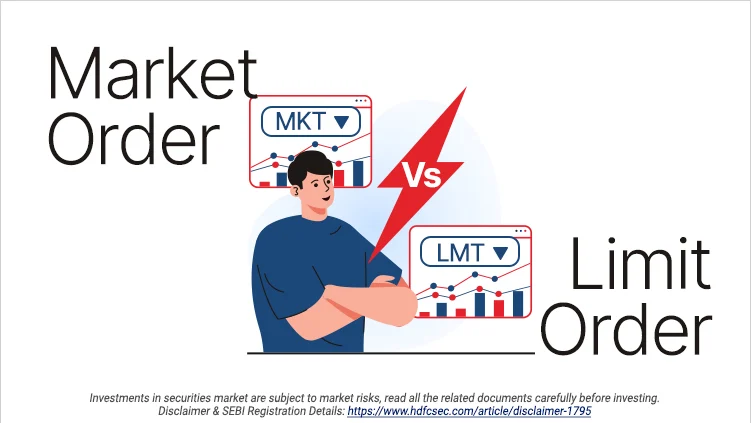 Market
Order
MKT
Vs
LMT
Limit
Order
Investments in securities market are subject to market risks, read all the related documents carefully before investing.
Disclaimer & SEBI Registration Details: https://www.hdfcsec.com/article/disclaimer-1795